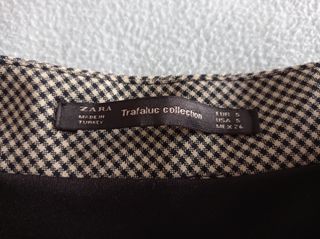 ZARA
MADE IN
TURKEY
Trafaluc collection
EUR S
USA S
MEX 26